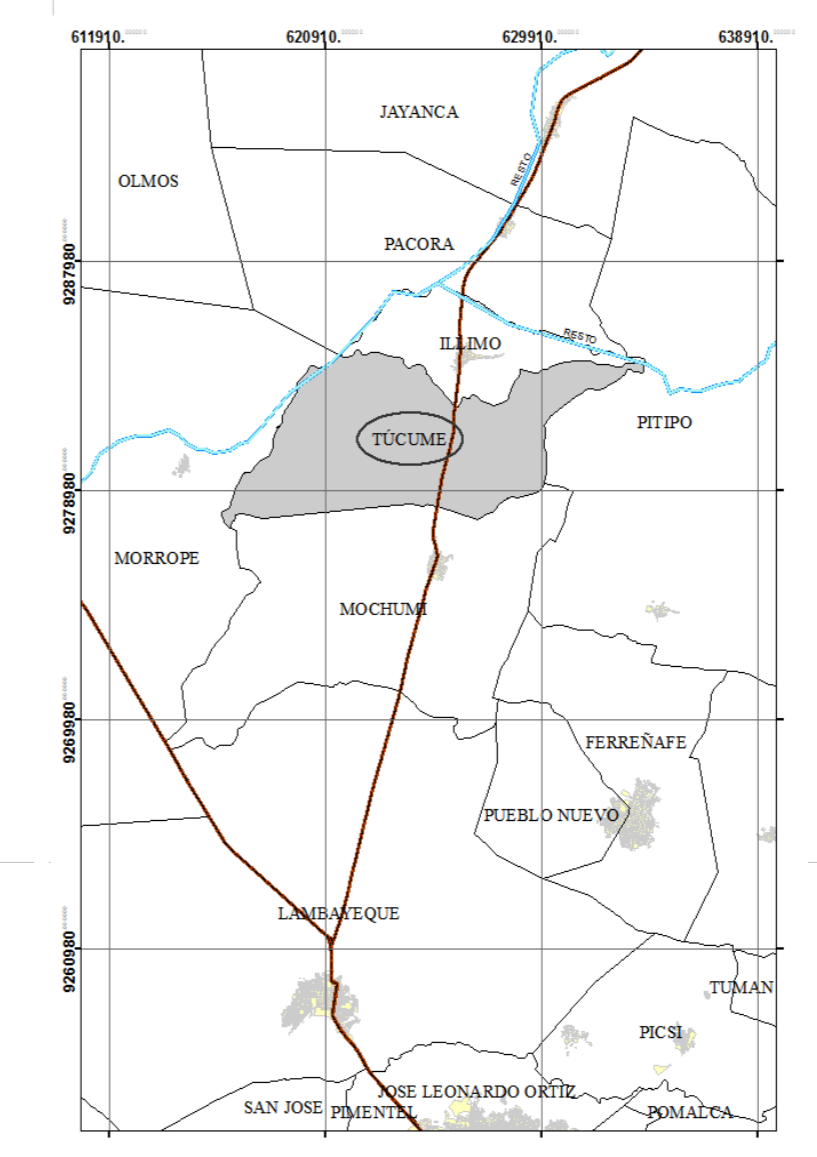 611910.
620910.
629910.
638910.
JAYANCA
RESTO
OLMOS
PACORA
9287980
RESTO
ILLIMO
PITIPO
TÚCUME
9278980
MORROPE
MOCHUMI
9269980
FERREÑAFE
PUEBLO NUEVO
LAMBAYEQUE
9260980
TUMAN
PICSI
JOSE LEONARDO ORTIZ
SAN JOSE
PIMENTEL
POMALCA